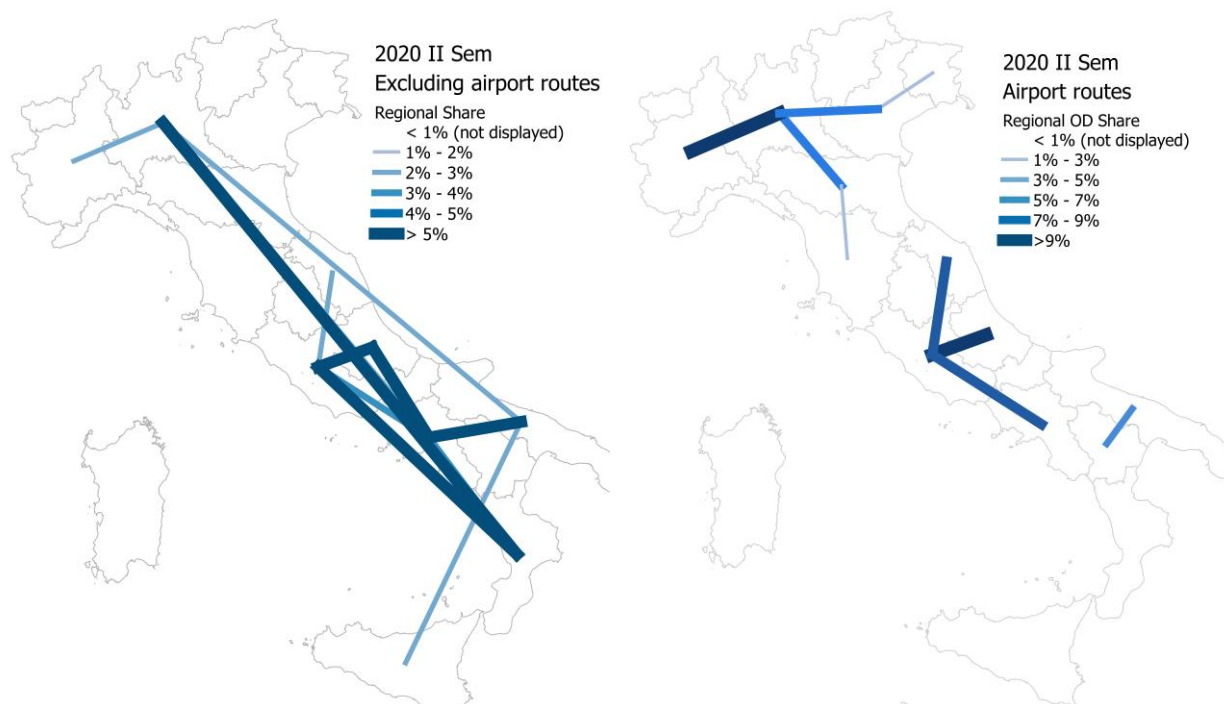 2020 II Sem
Excluding airport routes
Regional Share
< 1% (not displayed)
1% - 2%
2% - 3%
3% - 4%
4% - 5%
> 5%
2020 II Sem
Airport routes
Regional OD Share
< 1% (not displayed)
1% - 3%
3% - 5%
5% - 7%
7% - 9%
>9%